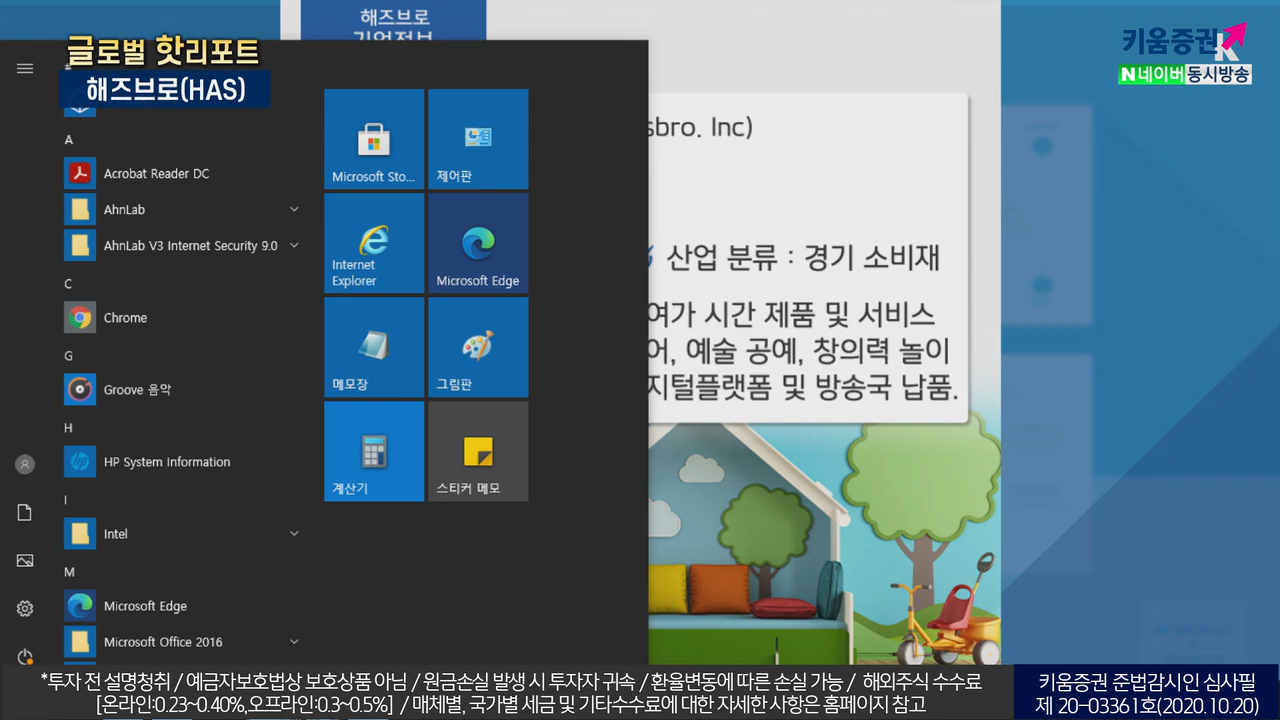 해즈브로
기업정보
글로벌 핫리포트
해즈브로(HAS)
키움증권
N네이버동시방송
#
A
Acrobat Reader DC
AhnLab
AhnLab V3 Internet Security 9.0
C
Chrome
G
Groove 음악
H
HP System Information
I
Intel
M
Microsoft Edge
Microsoft Office 2016
Microsoft Sto...
제어판
Internet
Explorer
Microsoft Edge
메모장
그림판
계산기
스티커 메모
sbro. Inc)
산업 분류 : 경기 소비재
여가 시간 제품 및 서비스
어, 예술 공예, 창의력 놀이
지털플랫폼 및 방송국 납품.
*투자 전 설명청취 / 예금자보호법상 보호상품 아님 / 원금손실 발생 시 투자자 귀속 / 환율변동에 따른 손실 가능 / 해외주식 수수료
[온라인:0.23~0.40%,오프라인:0.3~0.5%] / 매체별, 국가별 세금 및 기타수수료에 대한 자세한 사항은 홈페이지 참고
키움증권 준법감시인 심사필
제 20-03361호(2020.10.20)